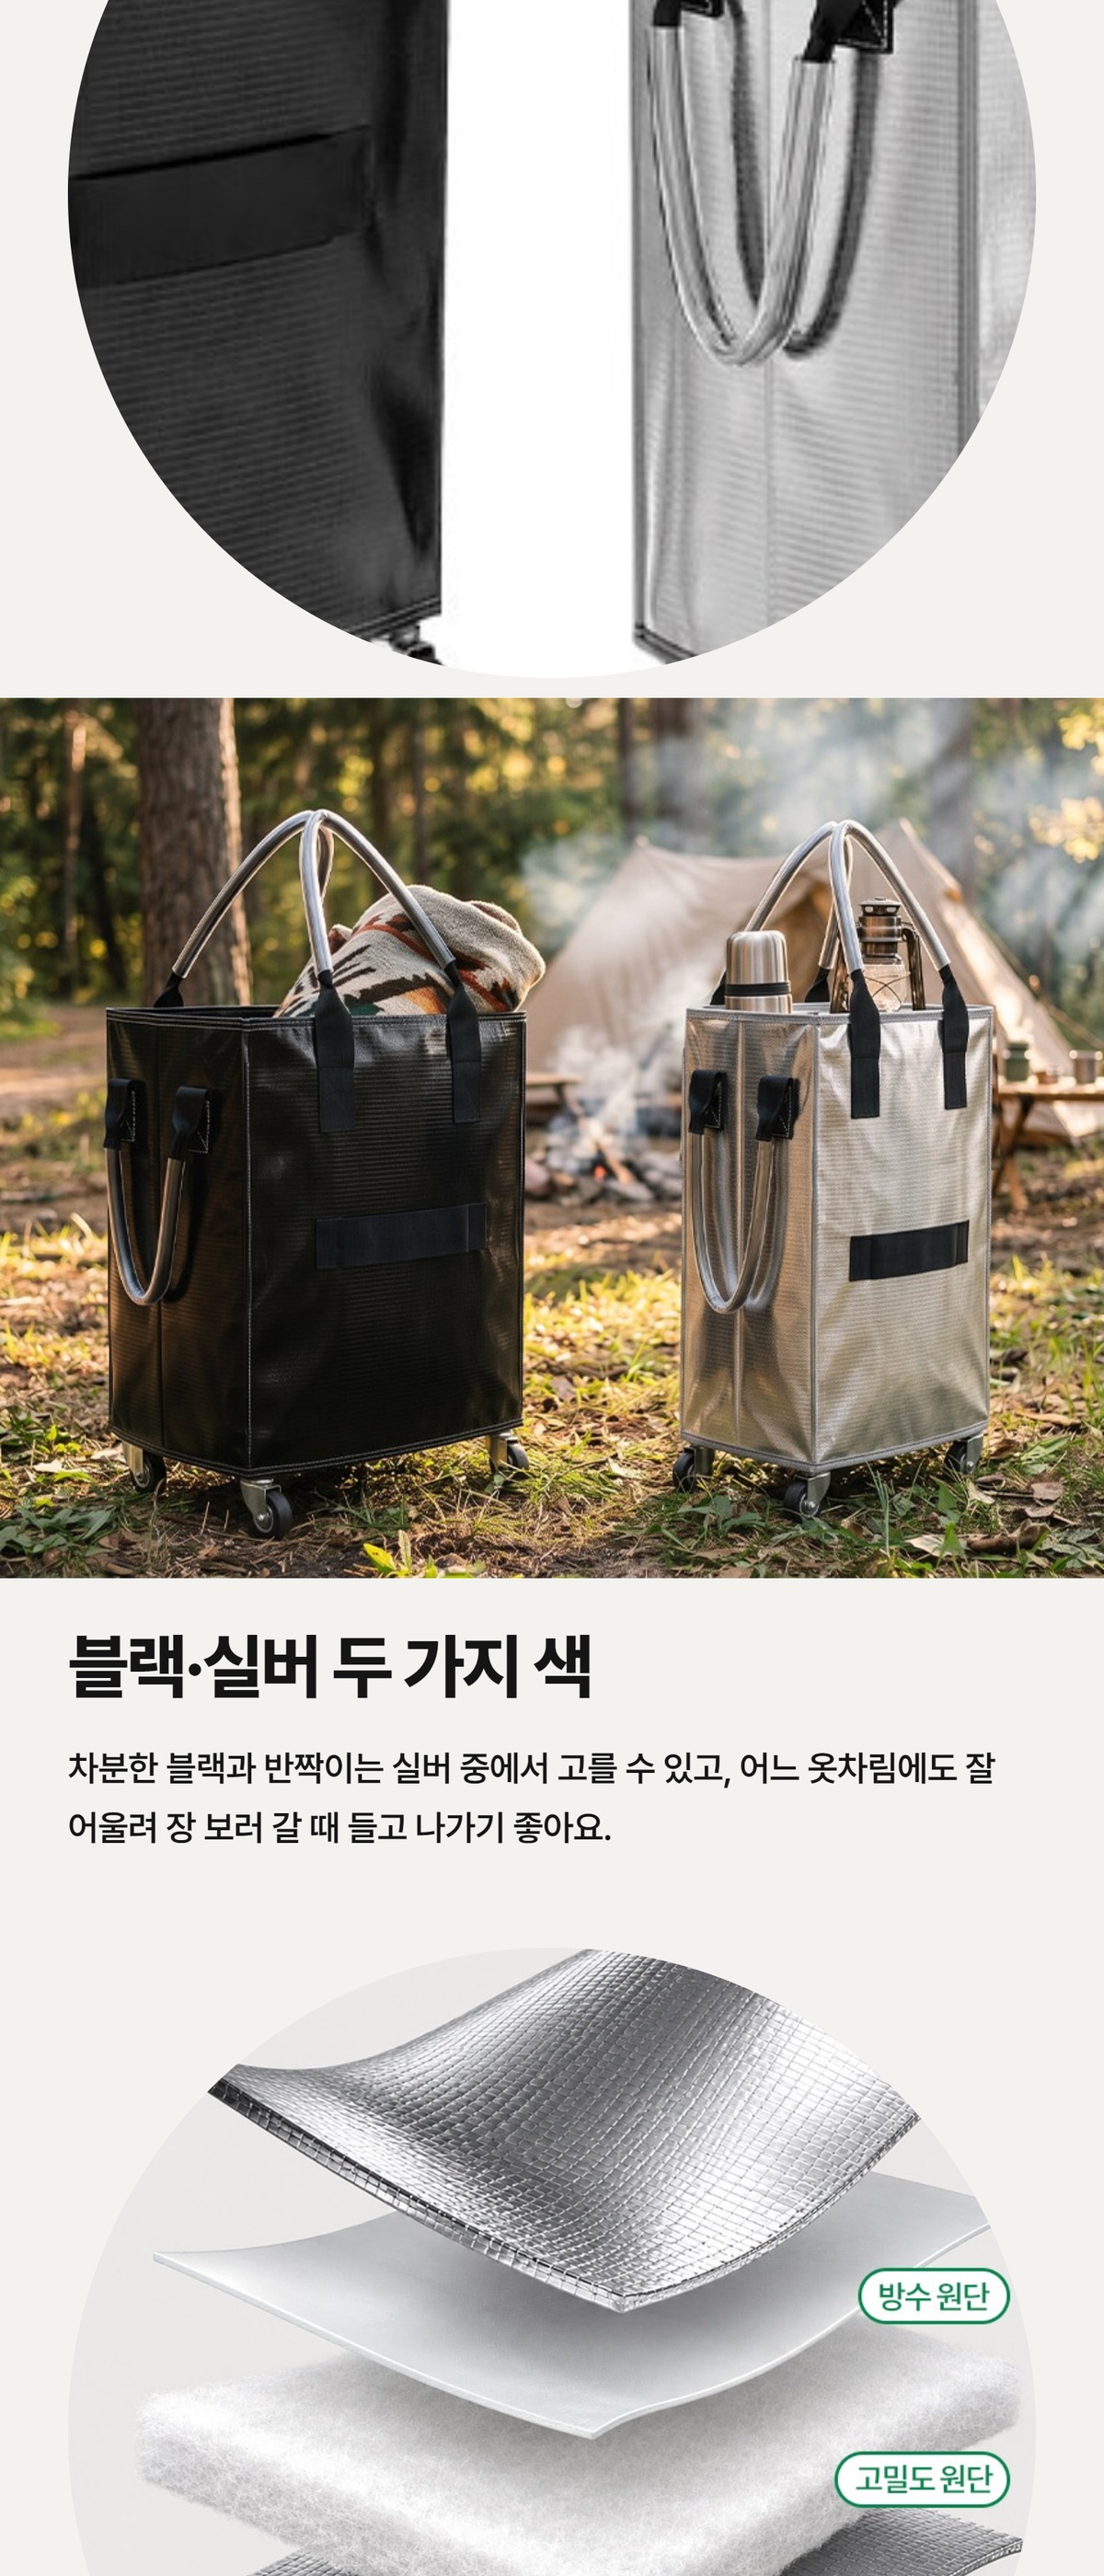 블랙·실버 두 가지 색
차분한 블랙과 반짝이는 실버 중에서 고를 수 있고, 어느 옷차림에도 잘
어울려 장 보러 갈 때 들고 나가기 좋아요.
방수 원단
고밀도 원단